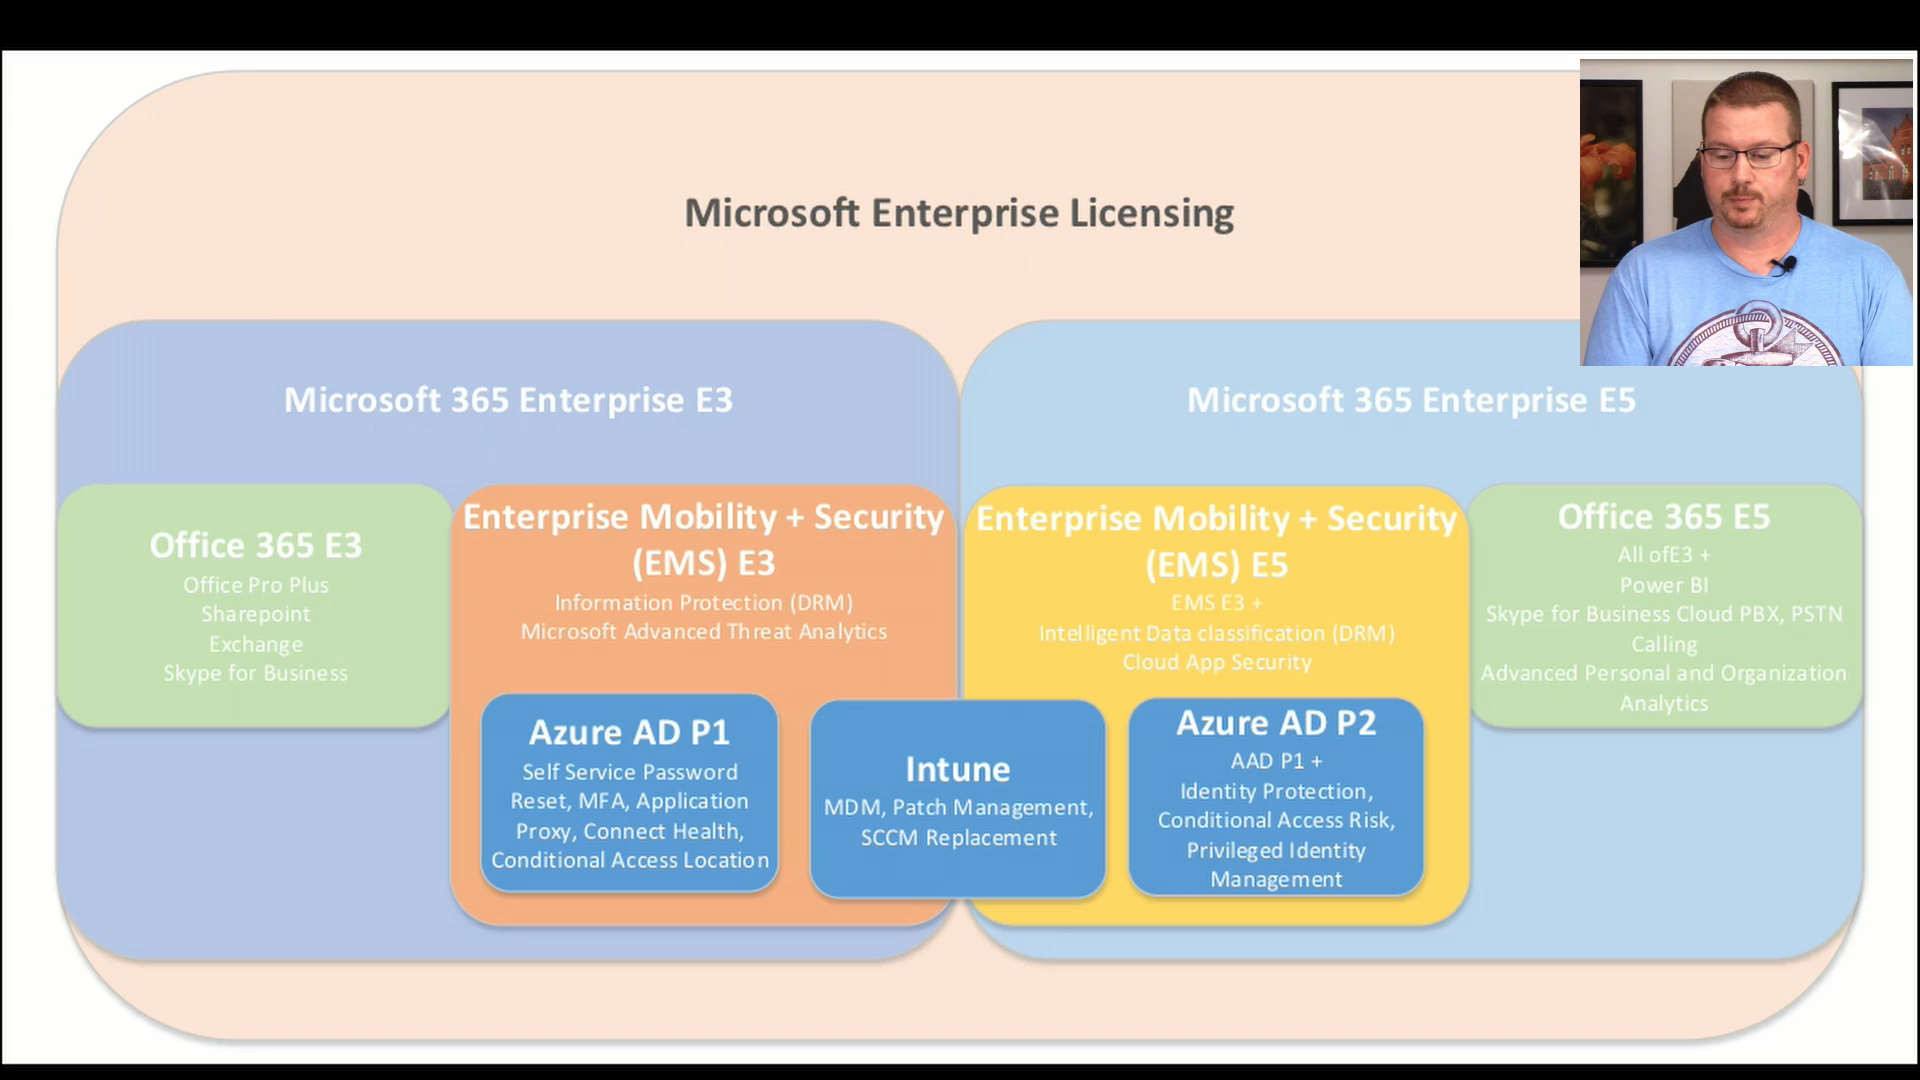 Microsoft Enterprise Licensing
Microsoft 365 Enterprise E3
Microsoft 365 Enterprise E5
Office 365 E3
Office Pro Plus
Sharepoint
Exchange
Skype for Business
Enterprise Mobility + Security
(EMS) E3
Information Protection (DRM)
Microsoft Advanced Threat Analytics
Azure AD P1
Self Service Password
Reset, MFA, Application
Proxy, Connect Health,
Conditional Access Location
Intune
MDM, Patch Management,
SCCM Replacement
Enterprise Mobility + Security
(EMS) E5
EMS E3 +
Intelligent Data classification (DRM)
Cloud App Security
Azure AD P2
AAD P1 +
Identity Protection,
Conditional Access Risk,
Privileged Identity
Management
Office 365 E5
All ofE3 +
Power BI
Skype for Business Cloud PBX, PSTN
Calling
Advanced Personal and Organization
Analytics